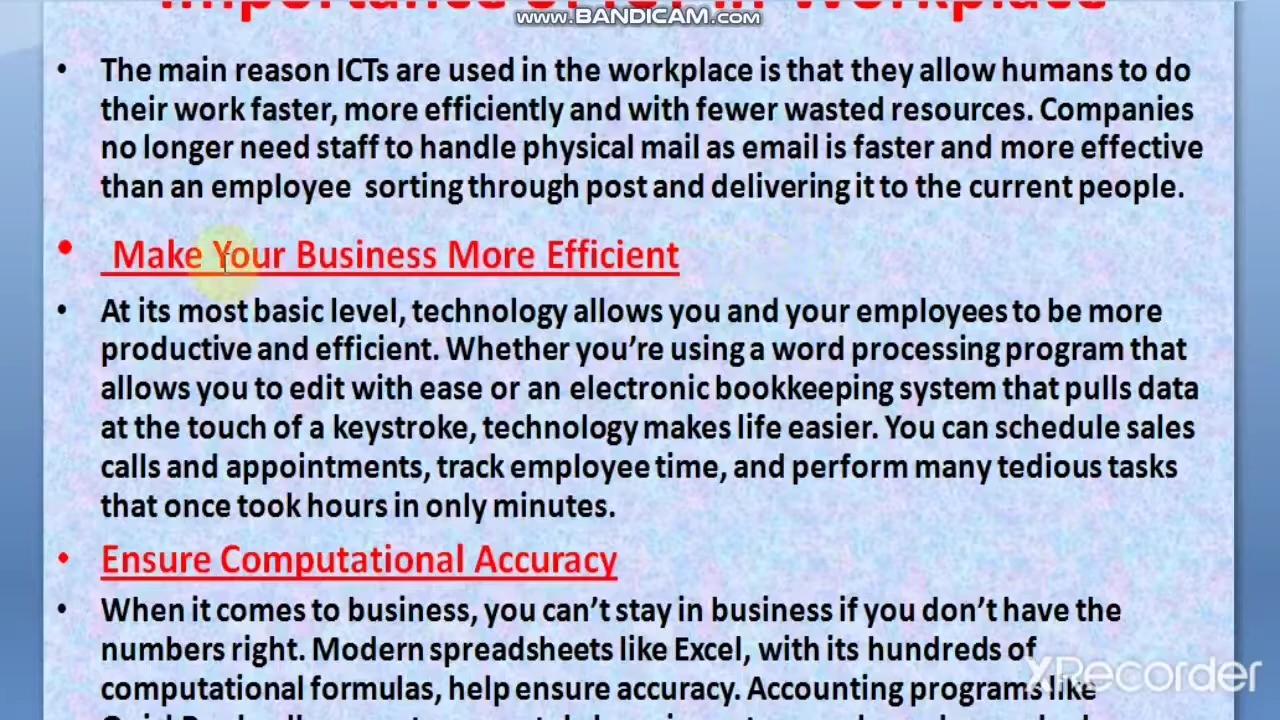 Importance of ICT in Workplace
www.BANDICAM.com
• The main reason ICTs are used in the workplace is that they allow humans to do
their work faster, more efficiently and with fewer wasted resources. Companies
no longer need staff to handle physical mail as email is faster and more effective
than an employee sorting through post and delivering it to the current people.
• Make Your Business More Efficient
• At its most basic level, technology allows you and your employees to be more
productive and efficient. Whether you’re using a word processing program that
allows you to edit with ease or an electronic bookkeeping system that pulls data
at the touch of a keystroke, technology makes life easier. You can schedule sales
calls and appointments, track employee time, and perform many tedious tasks
that once took hours in only minutes.
• Ensure Computational Accuracy
• When it comes to business, you can’t stay in business if you don’t have the
numbers right. Modern spreadsheets like Excel, with its hundreds of
computational formulas, help ensure accuracy. Accounting programs like
XRecorder